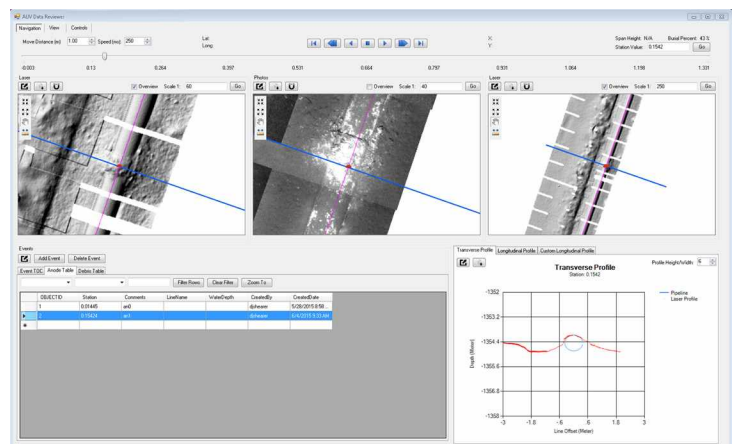 AUV Data Reviewer
Navigation View Controls
Move Distance (m) 1.00 Speed (ms) 250
Lat:
Long:
X:
Y:
Span Height: N/A Burial Percent: 43 %
Station Value: 0.1542 Go
-0.003 0.13 0.264 0.397 0.531 0.664 0.797 0.931 1.064 1.198 1.331
Laser Photos Laser
Overview Scale 1: 60 Go
Overview Scale 1: 40 Go
Overview Scale 1: 250 Go
Events
Add Event Delete Event
Event TQC Anode Table Debris Table
Filter Rows Clear Filter Zoom To
OBJECTID Station Comments LineName WaterDepth CreatedBy CreatedDate
1 0.01445 an0 5/28/2015 8:58...
2 0.15424 an1 6/4/2015 9:33 AM
Transverse Profile Longitudinal Profile Custom Longitudinal Profile
Profile Height/Width: 6
Transverse Profile
Station: 0.1542
Pipeline
Laser Profile
Depth (Meter)
-1352
-1353.2
-1354.4
-1355.6
-1356.8
-1358
-3 -1.8 -.6 .6 1.8 3
Line Offset (Meter)